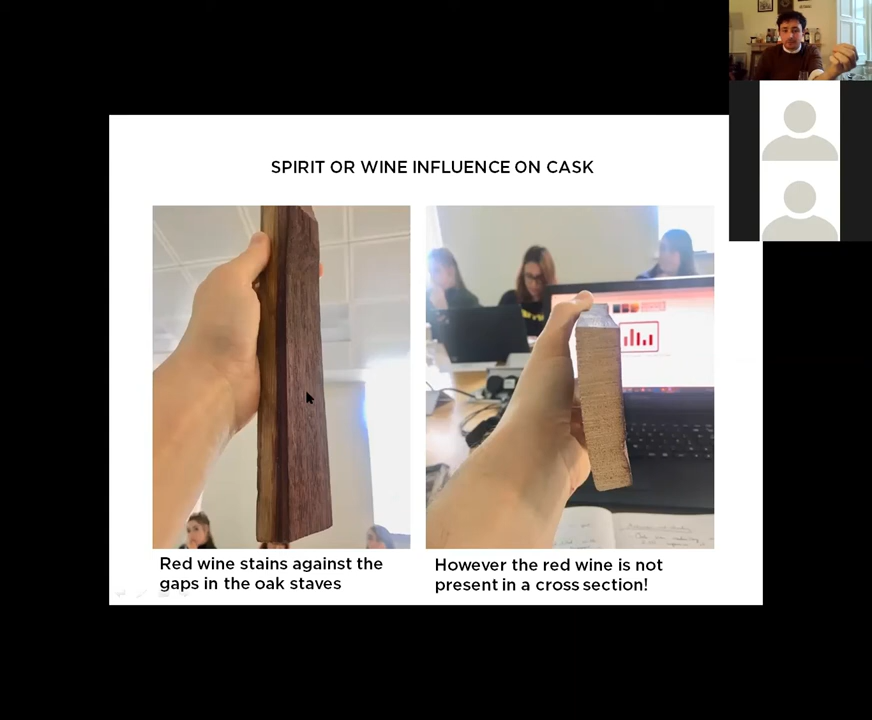 SPIRIT OR WINE INFLUENCE ON CASK
Red wine stains against the
gaps in the oak staves
However the red wine is not
present in a cross section!